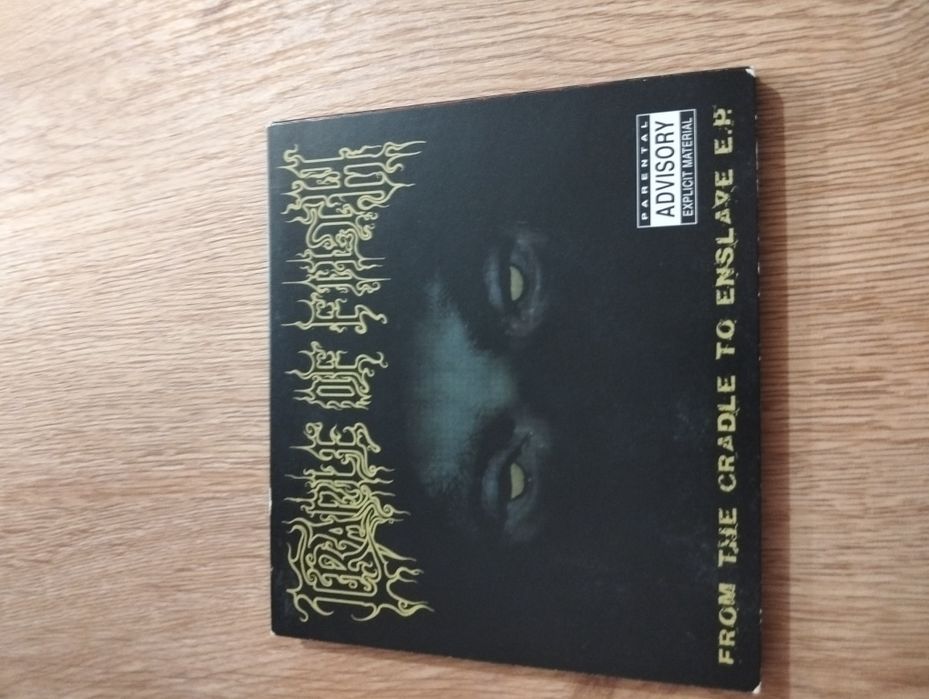 CRADLE OF FILTH
PARENTAL
ADVISORY
EXPLICIT MATERIAL
FROM THE CRADLE TO ENSLAVE E.P.